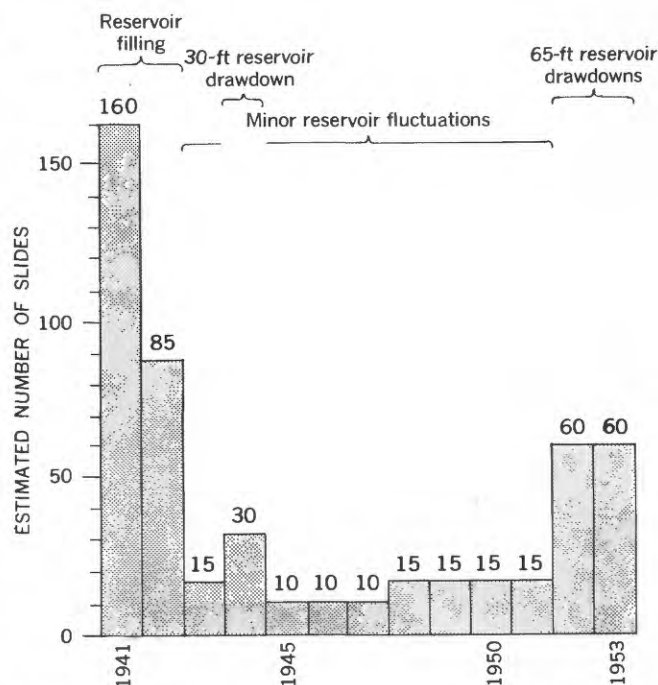 Reservoir
filling
30-ft reservoir
drawdown
65-ft reservoir
drawdowns
Minor reservoir fluctuations
160
85
15
30
10
10
10
15
15
15
15
60
60
150
100
50
0
ESTIMATED NUMBER OF SLIDES
1941
1945
1950
1953